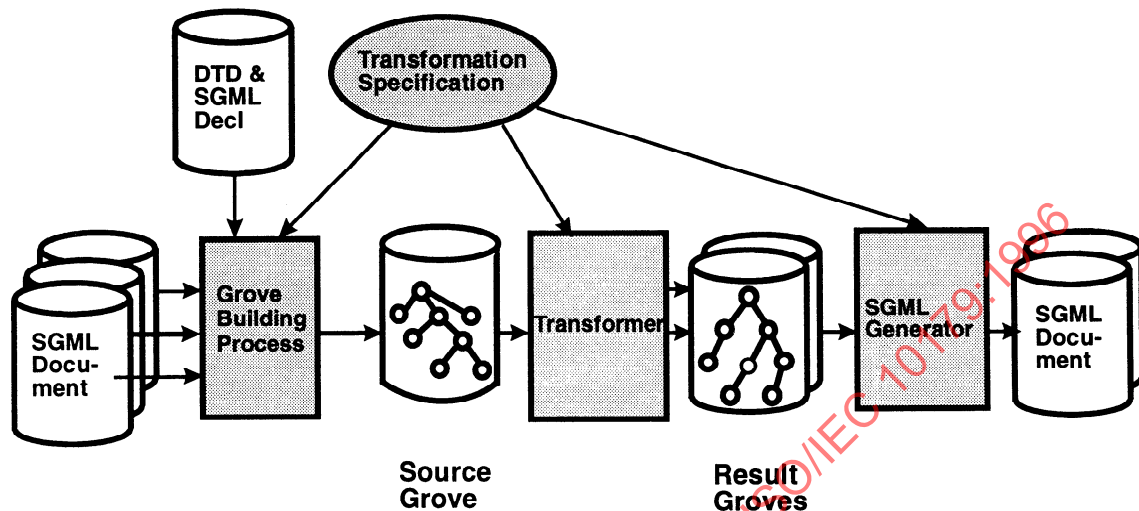 DTD &
SGML
Decl
Transformation
Specification
SGML
Docu-
ment
Grove
Building
Process
Transformer
SGML
Generator
SGML
Docu-
ment
Source
Grove
Result
Groves
SO/IEC 10179:1996